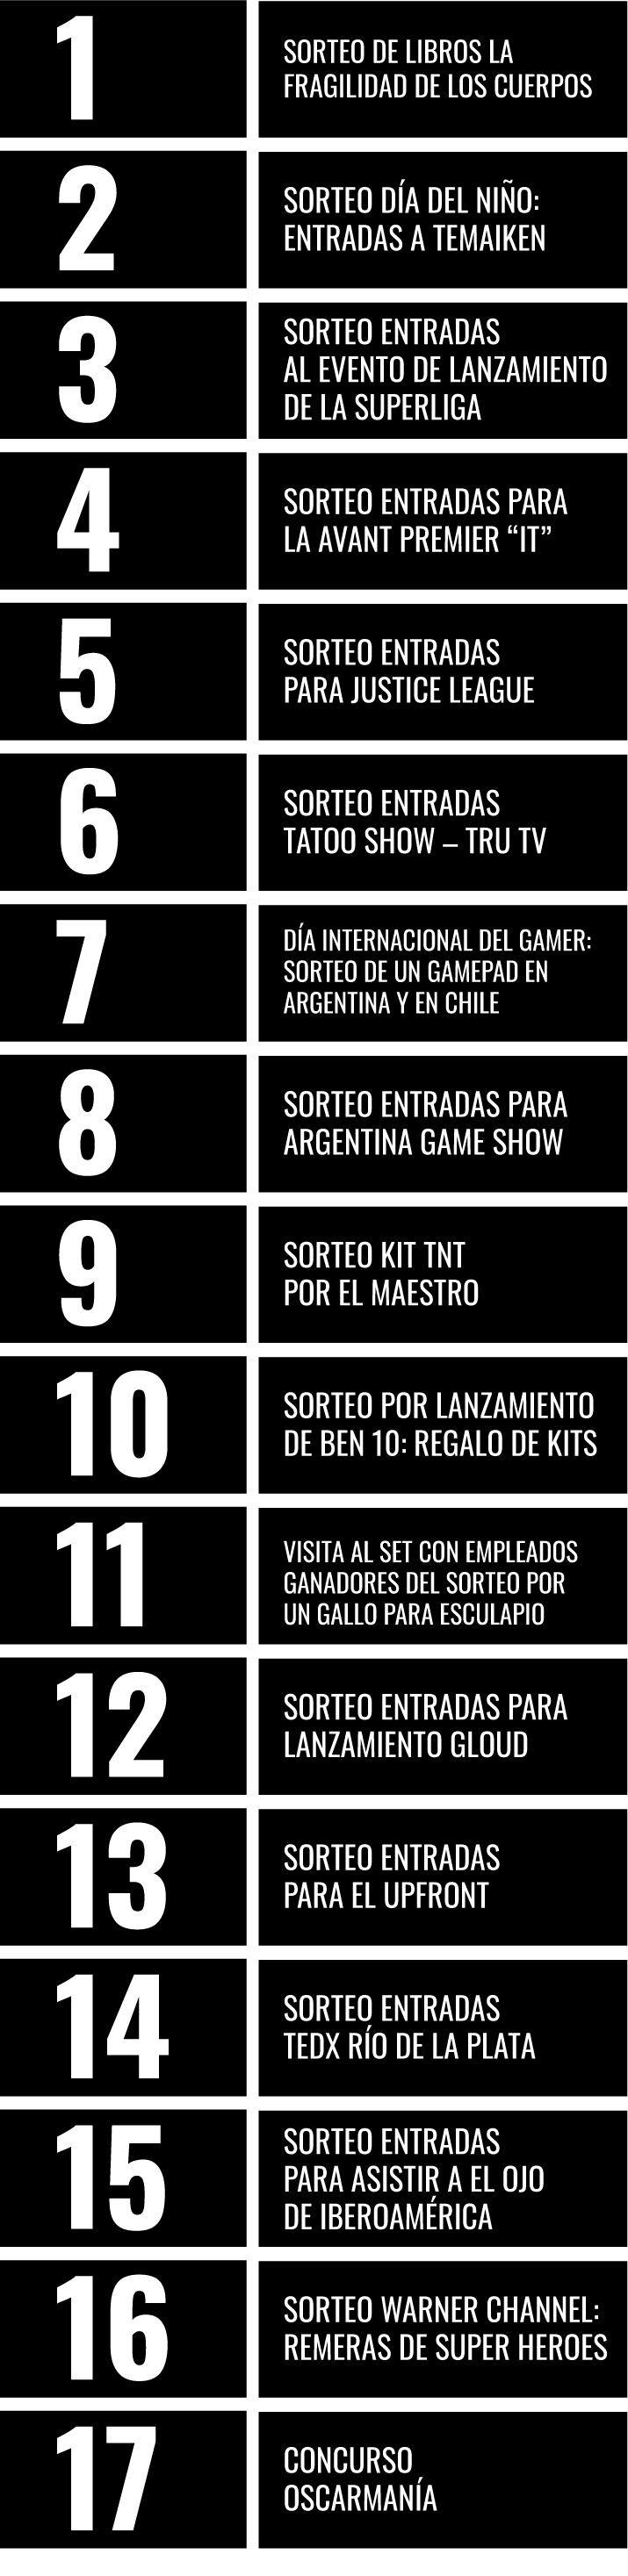 1
SORTEO DE LIBROS LA
FRAGILIDAD DE LOS CUERPOS
2
SORTEO DÍA DEL NIÑO:
ENTRADAS A TEMAIKEN
3
SORTEO ENTRADAS
AL EVENTO DE LANZAMIENTO
DE LA SUPERLIGA
4
SORTEO ENTRADAS PARA
LA AVANT PREMIER “IT”
5
SORTEO ENTRADAS
PARA JUSTICE LEAGUE
6
SORTEO ENTRADAS
TATOO SHOW – TRU TV
7
DÍA INTERNACIONAL DEL GAMER:
SORTEO DE UN GAMEPAD EN
ARGENTINA Y EN CHILE
8
SORTEO ENTRADAS PARA
ARGENTINA GAME SHOW
9
SORTEO KIT TNT
POR EL MAESTRO
10
SORTEO POR LANZAMIENTO
DE BEN 10: REGALO DE KITS
11
VISITA AL SET CON EMPLEADOS
GANADORES DEL SORTEO POR
UN GALLO PARA ESCULAPIO
12
SORTEO ENTRADAS PARA
LANZAMIENTO GLOUD
13
SORTEO ENTRADAS
PARA EL UPFRONT
14
SORTEO ENTRADAS
TEDX RÍO DE LA PLATA
15
SORTEO ENTRADAS
PARA ASISTIR A EL OJO
DE IBEROAMÉRICA
16
SORTEO WARNER CHANNEL:
REMERAS DE SUPER HEROES
17
CONCURSO
OSCARMANÍA